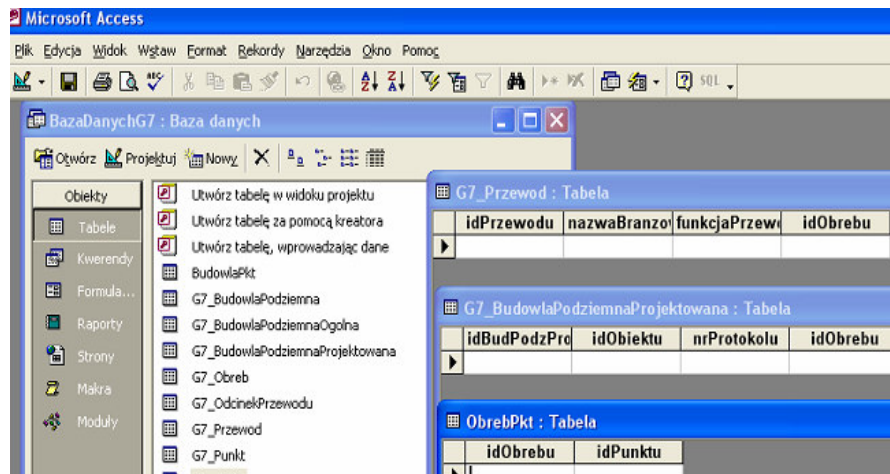 Microsoft Access
Plik Edycja Widok Wstaw Format Rekordy Narzędzia Okno Pomoc
SQL
BazaDanychG7 : Baza danych
Otwórz Projektuj Nowy
Obiekty
Tabele
Kwerendy
Formula...
Raporty
Strony
Makra
Moduły
Utwórz tabelę w widoku projektu
Utwórz tabelę za pomocą kreatora
Utwórz tabelę, wprowadzając dane
BudowlaPkt
G7_BudowlaPodziemna
G7_BudowlaPodziemnaOgolna
G7_BudowlaPodziemnaProjektowana
G7_Obreb
G7_OdcinekPrzewodu
G7_Przewod
G7_Punkt
G7_Przewod : Tabela
idPrzewodu nazwaBranzov funkcjaPrzewo idObrebu
G7_BudowlaPodziemnaProjektowana : Tabela
idBudPodzPro idObiektu nrProtokolu idObrebu
ObrebPkt : Tabela
idObrebu idPunktu